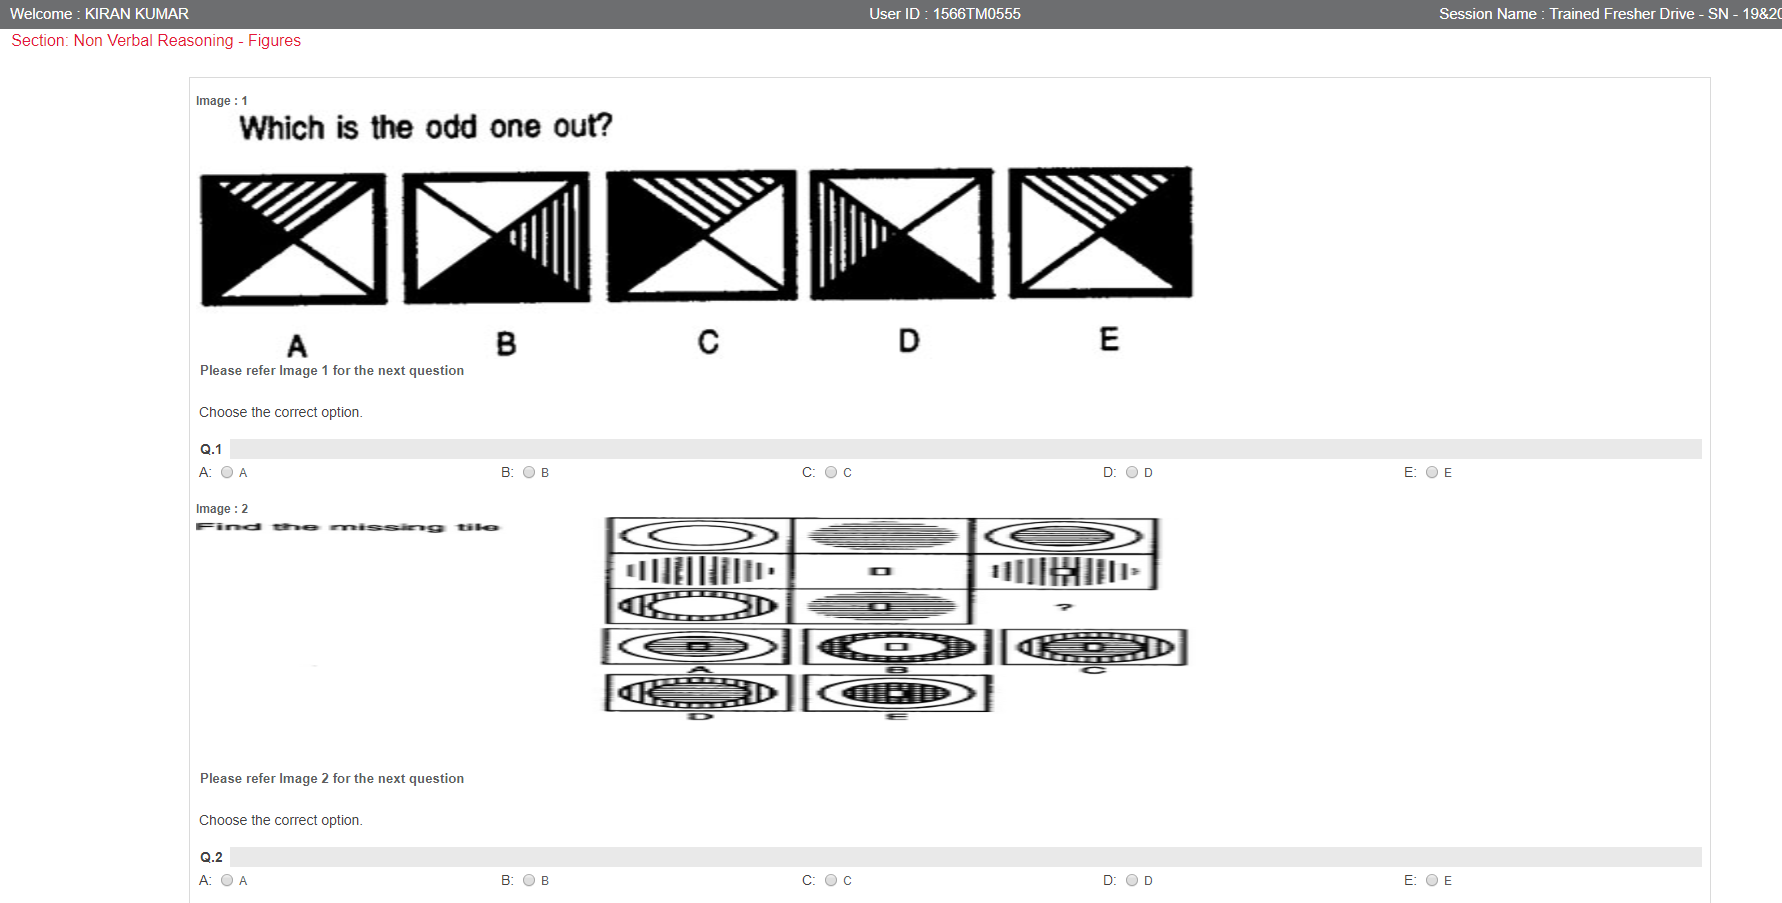 Welcome : KIRAN KUMAR User ID : 1566TM0555 Session Name : Trained Fresher Drive - SN - 19&20
Section: Non Verbal Reasoning - Figures
Image : 1
Which is the odd one out?
A B C D E
Please refer Image 1 for the next question
Choose the correct option.
Q.1
A: A B: B C: C D: D E: E
Image : 2
Find the missing tile
?
A B C
D E
Please refer Image 2 for the next question
Choose the correct option.
Q.2
A: A B: B C: C D: D E: E